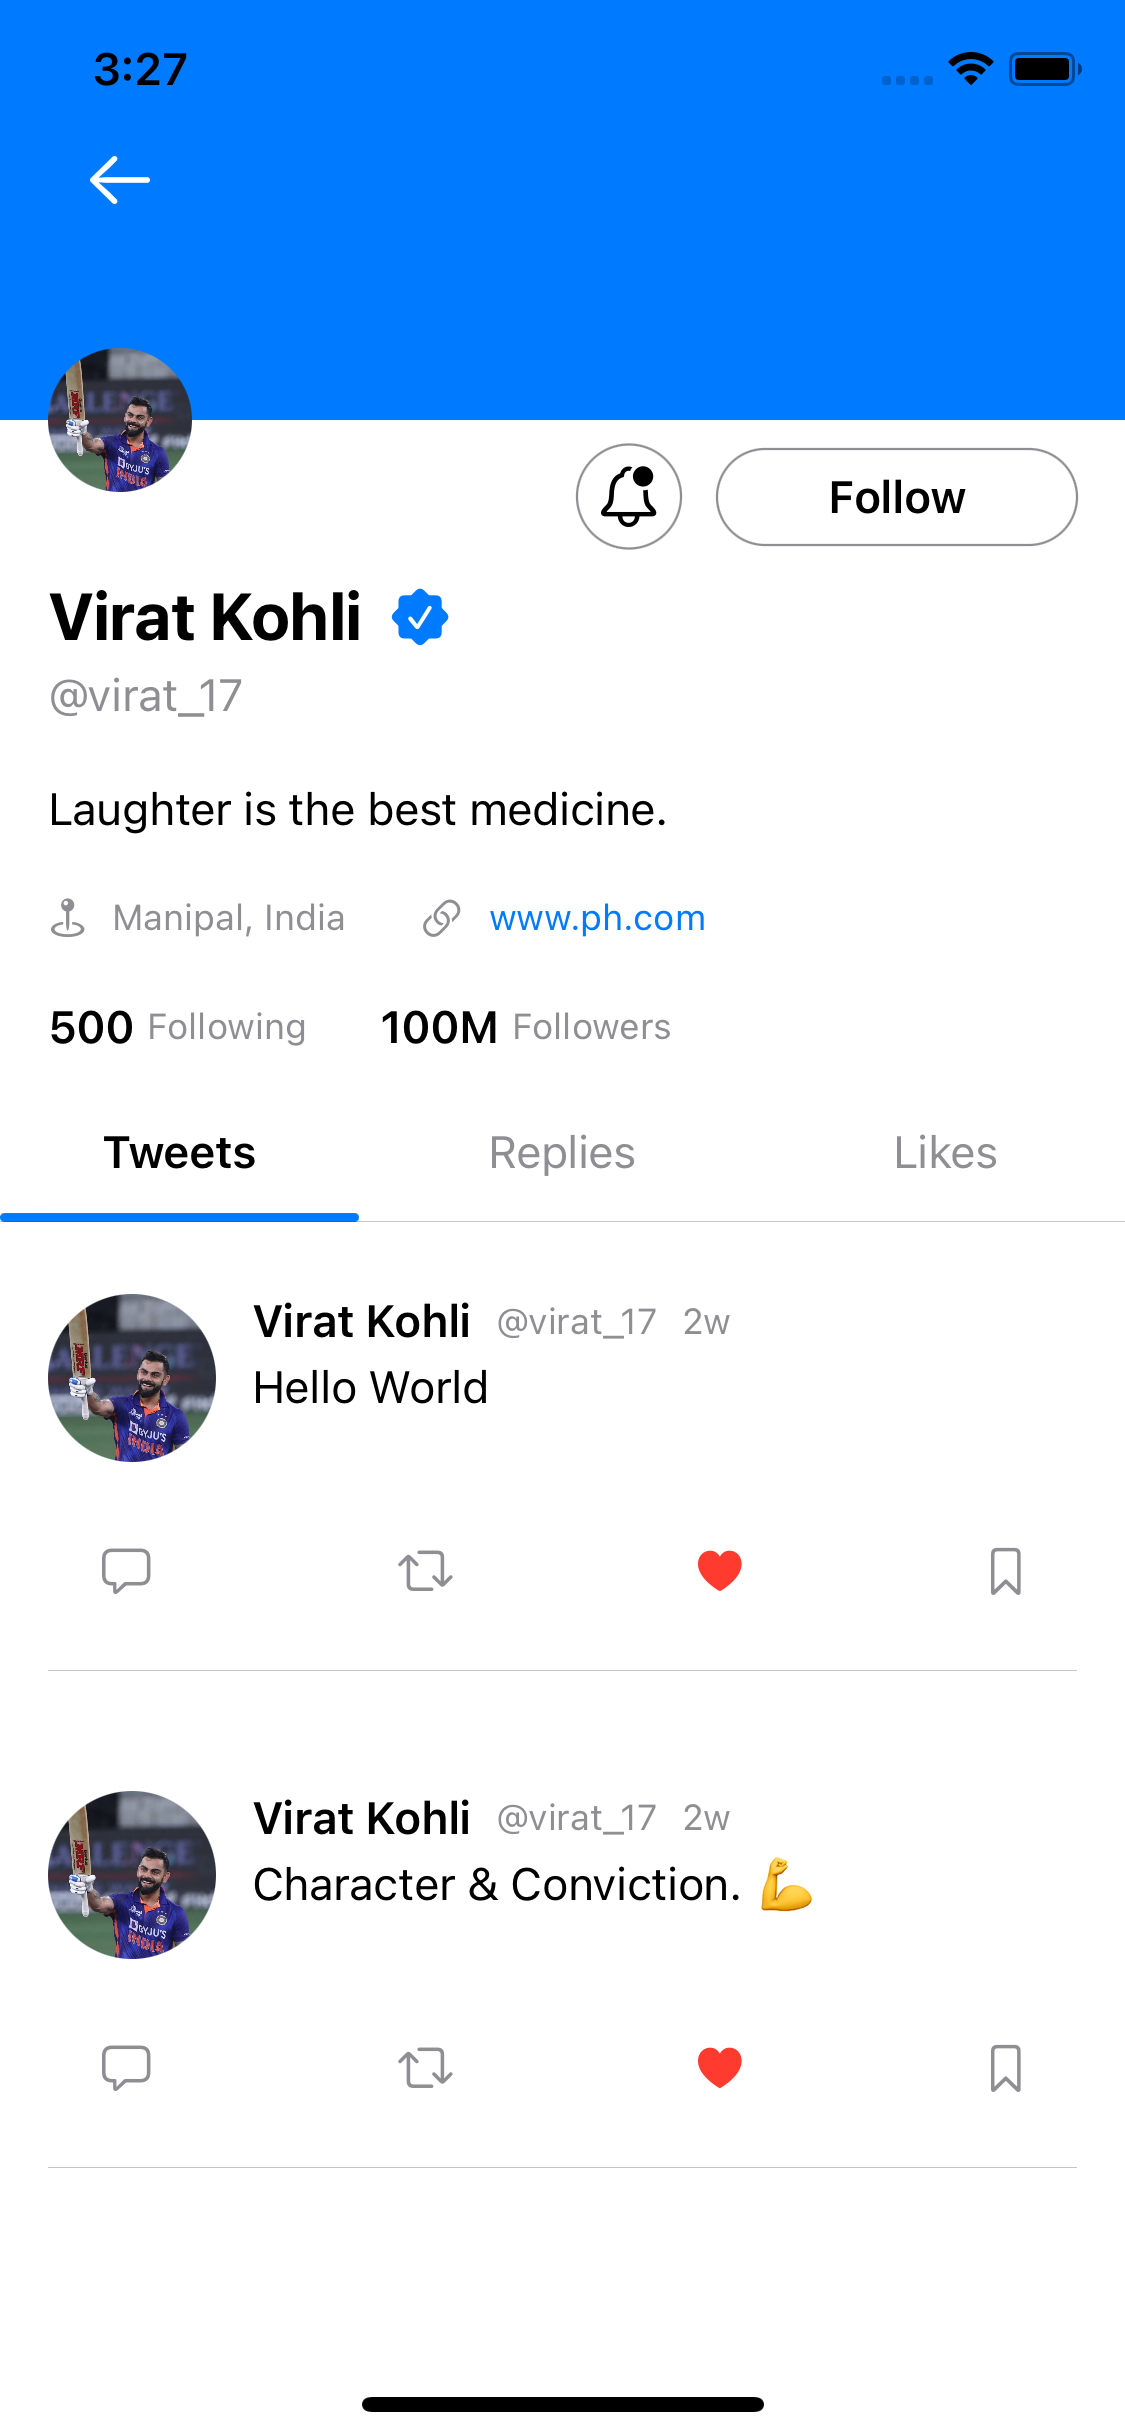 3:27
Follow
Virat Kohli
@virat_17
Laughter is the best medicine.
Manipal, India www.ph.com
500 Following 100M Followers
Tweets Replies Likes
Virat Kohli @virat_17 2w
Hello World
Virat Kohli @virat_17 2w
Character & Conviction. 💪